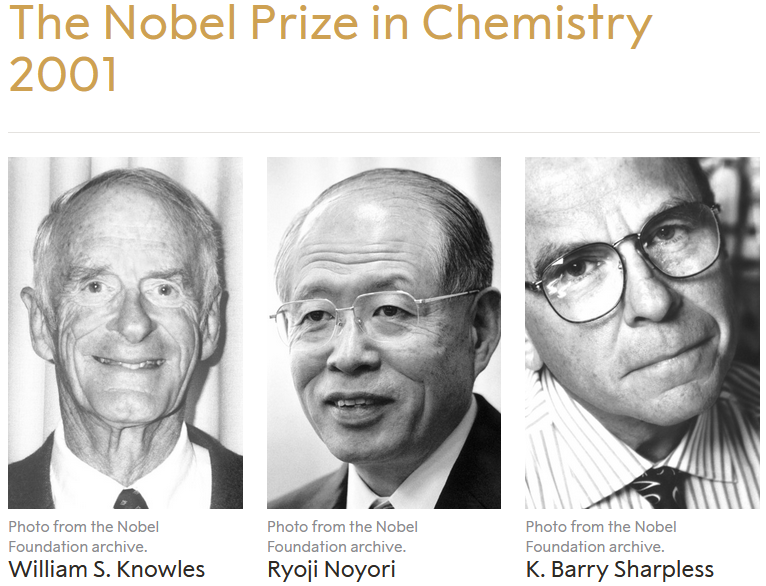 The Nobel Prize in Chemistry
2001
Photo from the Nobel
Foundation archive.
William S. Knowles
Photo from the Nobel
Foundation archive.
Ryoji Noyori
Photo from the Nobel
Foundation archive.
K. Barry Sharpless